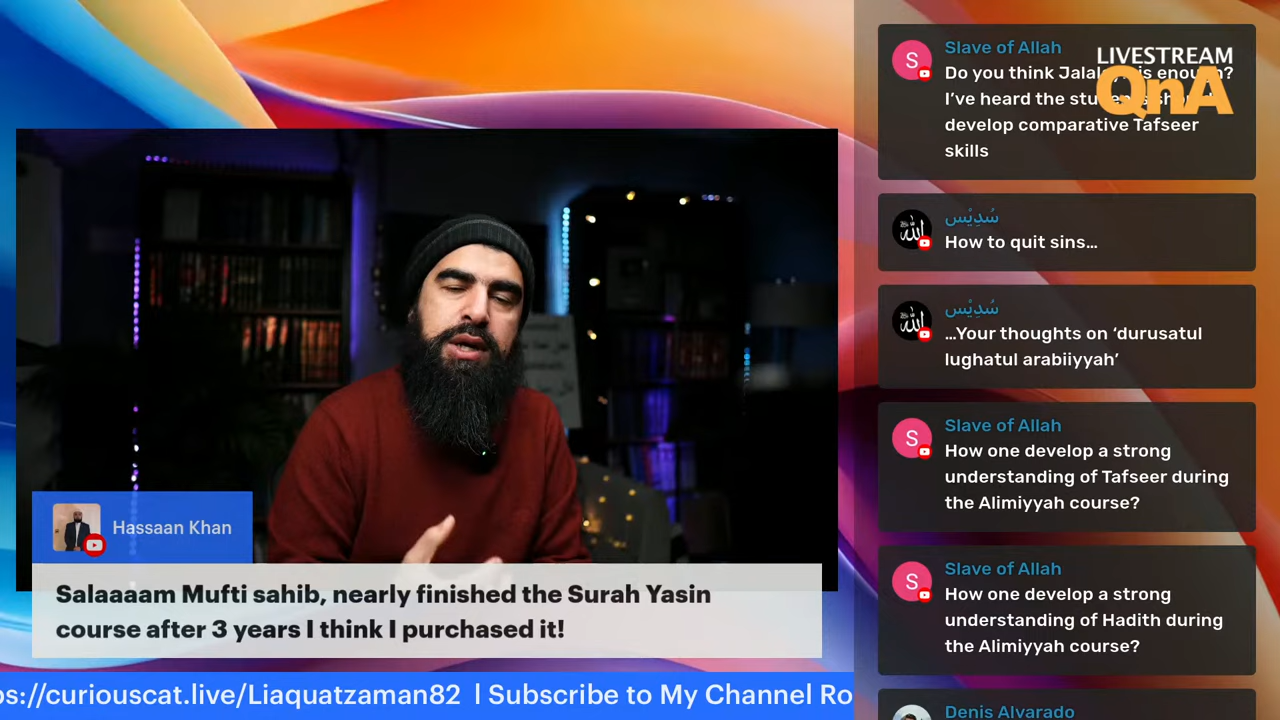 Slave of Allah
Do you think Jalal is enough?
I've heard the students should
develop comparative Tafseer
skills
LIVESTREAM
QnA
سُدِيْس
How to quit sins...
سُدِيْس
...Your thoughts on ‘durusatul
lughatul arabiiyyah’
Slave of Allah
How one develop a strong
understanding of Tafseer during
the Alimiyyah course?
Slave of Allah
How one develop a strong
understanding of Hadith during
the Alimiyyah course?
Denis Alvarado
Hassaan Khan
Salaaaam Mufti sahib, nearly finished the Surah Yasin
course after 3 years I think I purchased it!
ps://curiouscat.live/Liaquatzaman82 | Subscribe to My Channel Ro